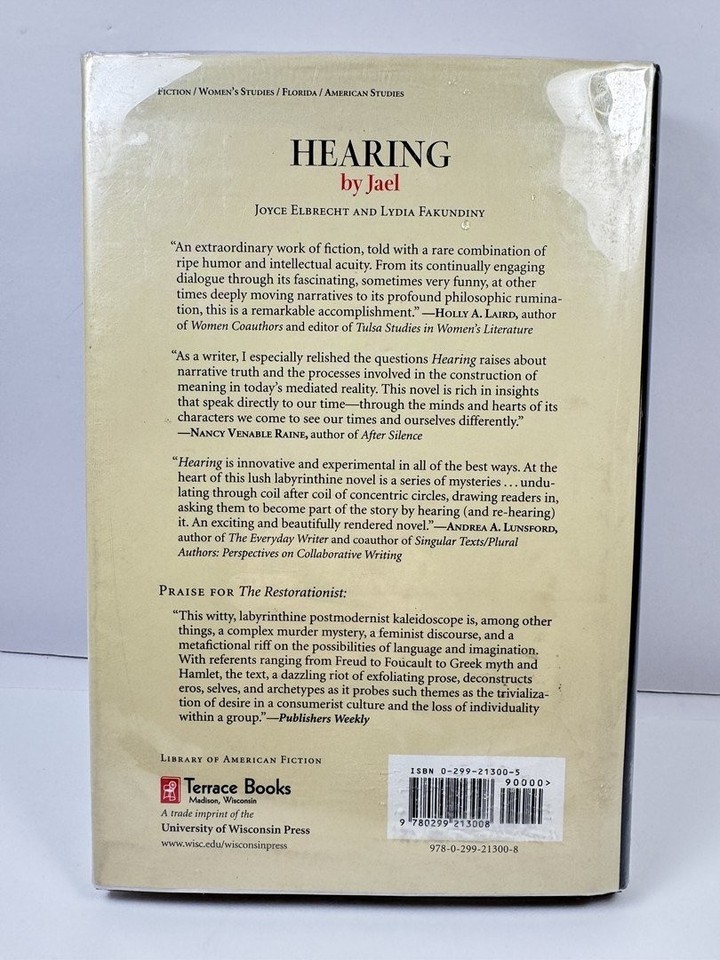 Fiction / Women's Studies / Florida / American Studies
HEARING
by Jael
Joyce Elbrecht and Lydia Fakundiny
“An extraordinary work of fiction, told with a rare combination of
ripe humor and intellectual acuity. From its continually engaging
dialogue through its fascinating, sometimes very funny, at other
times deeply moving narratives to its profound philosophic rumina-
tion, this is a remarkable accomplishment.” —Holly A. Laird, author
of Women Coauthors and editor of Tulsa Studies in Women's Literature
“As a writer, I especially relished the questions Hearing raises about
narrative truth and the processes involved in the construction of
meaning in today's mediated reality. This novel is rich in insights
that speak directly to our time—through the minds and hearts of its
characters we come to see our times and ourselves differently.”
—Nancy Venable Raine, author of After Silence
“Hearing is innovative and experimental in all of the best ways. At the
heart of this lush labyrinthine novel is a series of mysteries . . . undu-
lating through coil after coil of concentric circles, drawing readers in,
asking them to become part of the story by hearing (and re-hearing)
it. An exciting and beautifully rendered novel.”—Andrea A. Lunsford,
author of The Everyday Writer and coauthor of Singular Texts/Plural
Authors: Perspectives on Collaborative Writing
Praise for The Restorationist:
“This witty, labyrinthine postmodernist kaleidoscope is, among other
things, a complex murder mystery, a feminist discourse, and a
metafictional riff on the possibilities of language and imagination.
With referents ranging from Freud to Foucault to Greek myth and
Hamlet, the text, a dazzling riot of exfoliating prose, deconstructs
eros, selves, and archetypes as it probes such themes as the trivializa-
tion of desire in a consumerist culture and the loss of individuality
within a group.”—Publishers Weekly
Library of American Fiction
Terrace Books
Madison, Wisconsin
A trade imprint of the
University of Wisconsin Press
www.wisc.edu/wisconsinpress
ISBN 0-299-21300-5
90000>
9 780299 213008
978-0-299-21300-8